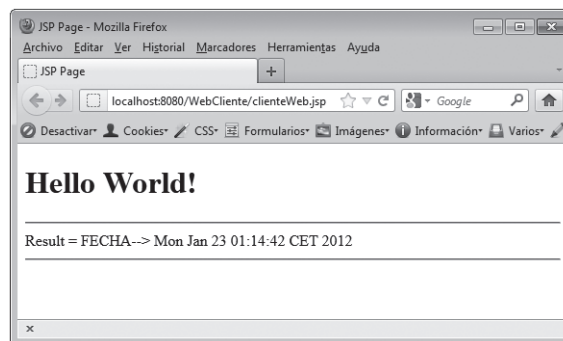 JSP Page - Mozilla Firefox
Archivo Editar Ver Historial Marcadores Herramientas Ayuda
JSP Page +
localhost:8080/WebCliente/clienteWeb.jsp Google
Desactivar Cookies CSS Formularios Imágenes Información Varios
Hello World!
Result = FECHA--> Mon Jan 23 01:14:42 CET 2012
x